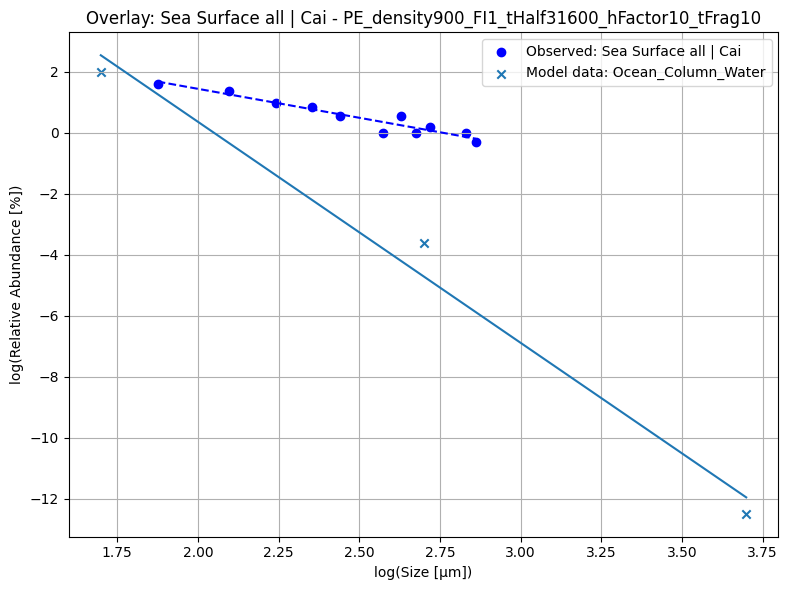 Overlay: Sea Surface all | Cai - PE_density900_FI1_tHalf31600_hFactor10_tFrag10
Observed: Sea Surface all | Cai
Model data: Ocean_Column_Water
log(Relative Abundance [%])
2
0
−2
−4
−6
−8
−10
−12
1.75 2.00 2.25 2.50 2.75 3.00 3.25 3.50 3.75
log(Size [μm])